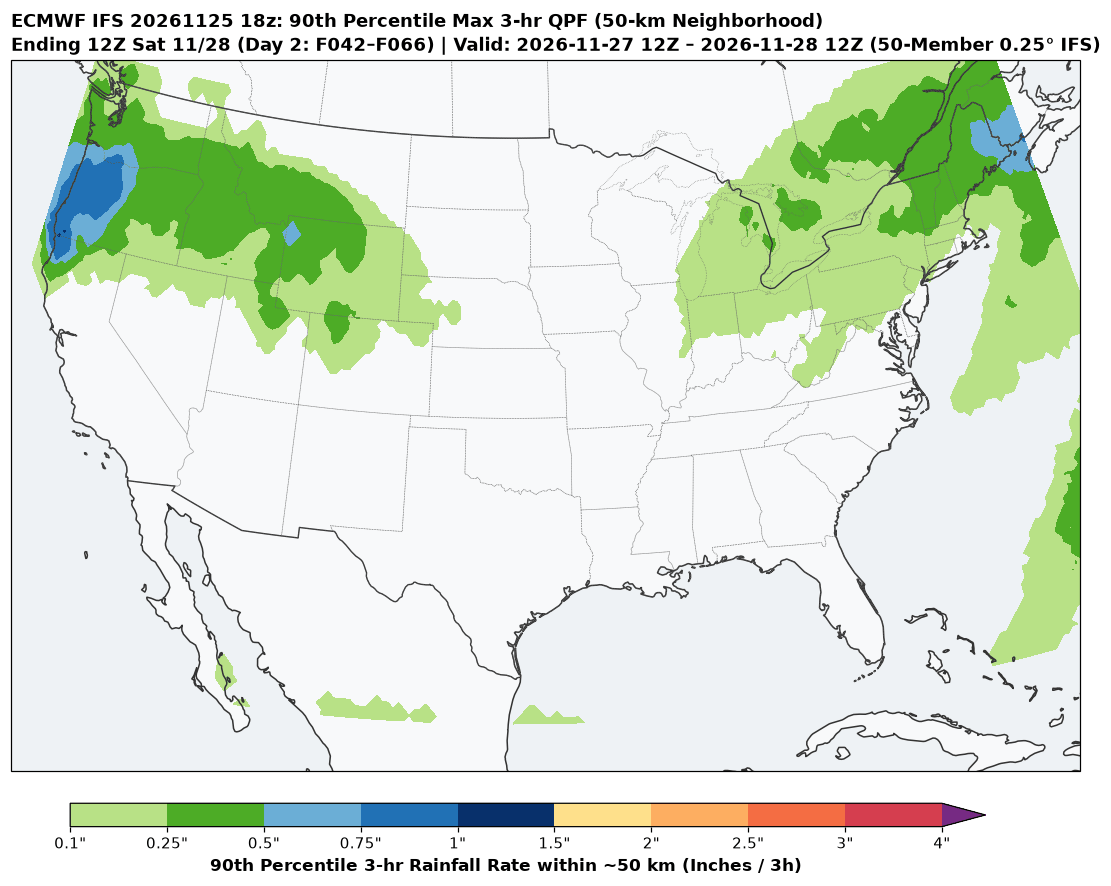 ECMWF IFS 20261125 18z: 90th Percentile Max 3-hr QPF (50-km Neighborhood)
Ending 12Z Sat 11/28 (Day 2: F042–F066) | Valid: 2026-11-27 12Z – 2026-11-28 12Z (50-Member 0.25° IFS)
0.1" 0.25" 0.5" 0.75" 1" 1.5" 2" 2.5" 3" 4"
90th Percentile 3-hr Rainfall Rate within ~50 km (Inches / 3h)